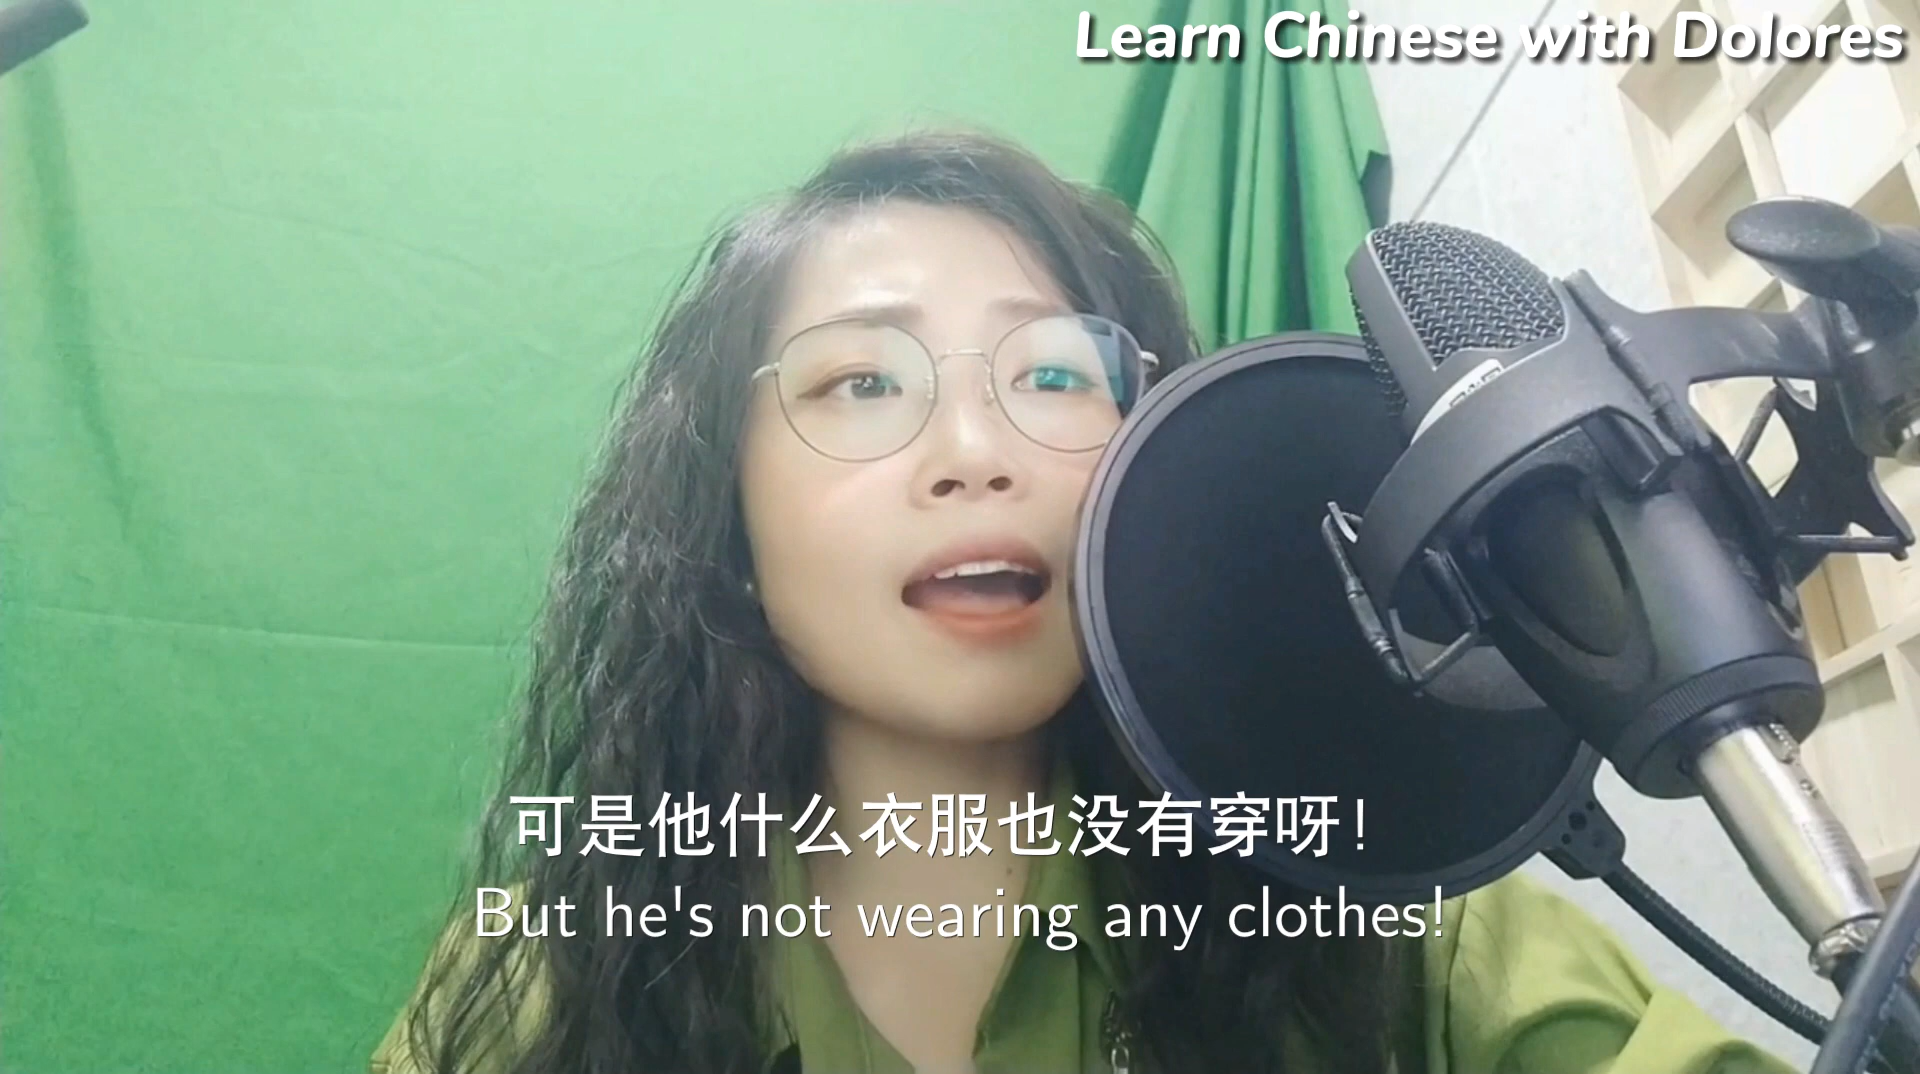 Learn Chinese with Dolores
可是他什么衣服也没有穿呀！
But he's not wearing any clothes!